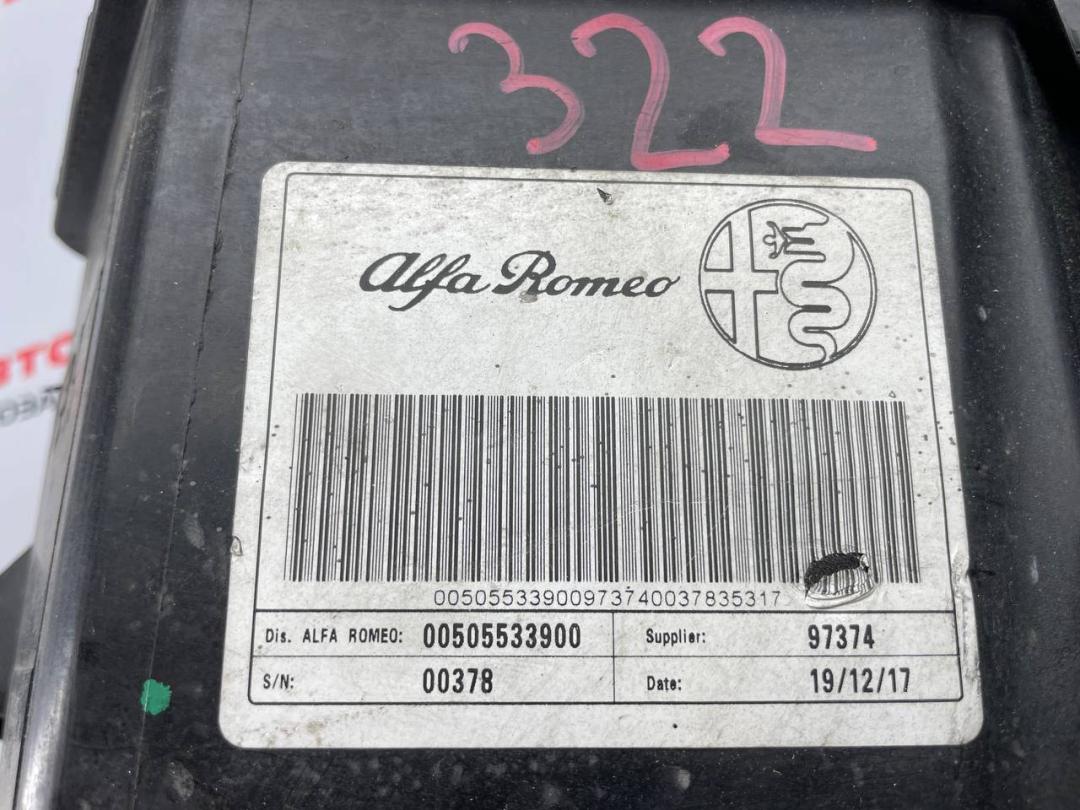 322
Alfa Romeo
00505533900973740037835317
Dis. ALFA ROMEO: 00505533900 Supplier: 97374
S/N: 00378 Date: 19/12/17